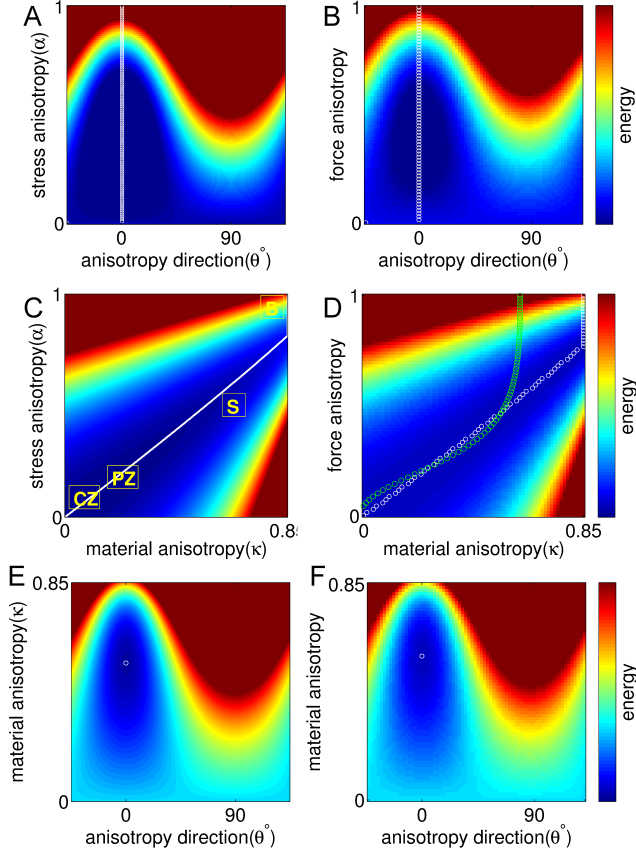 A
B
1
1
stress anisotropy(α)
force anisotropy
energy
0
0
0
90
0
90
anisotropy direction(θ°)
anisotropy direction(θ°)
C
D
1
1
B
S
PZ
CZ
stress anisotropy(α)
force anisotropy
energy
0
0
0
0.85
0
0.85
material anisotropy(κ)
material anisotropy(κ)
E
F
0.85
0.85
material anisotropy(κ)
material anisotropy
energy
0
0
0
90
0
90
anisotropy direction(θ°)
anisotropy direction(θ°)